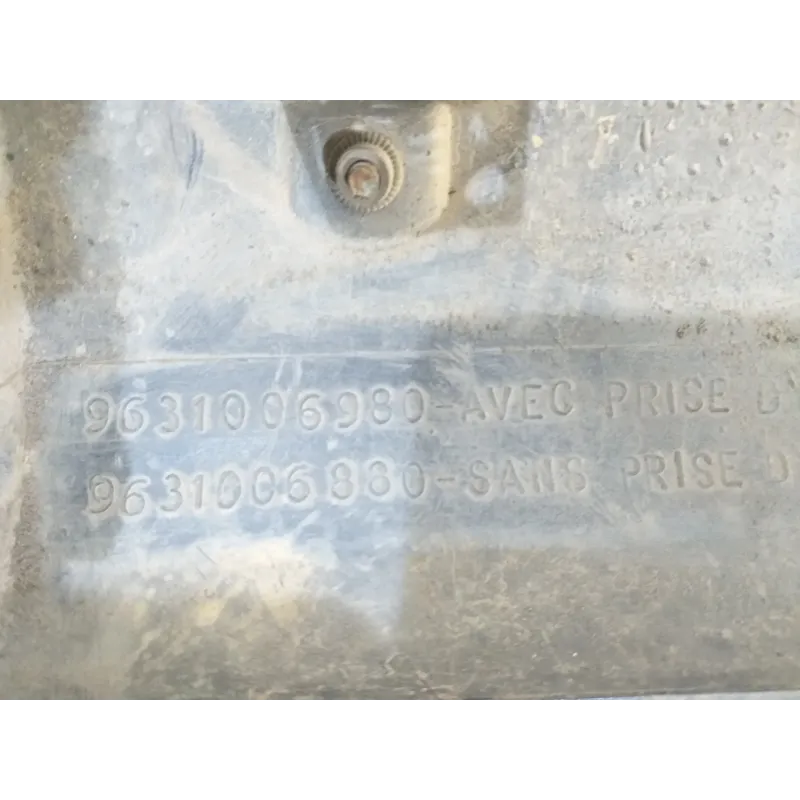 9631006980-AVEC PRISE D'
9631006880-SANS PRISE D'